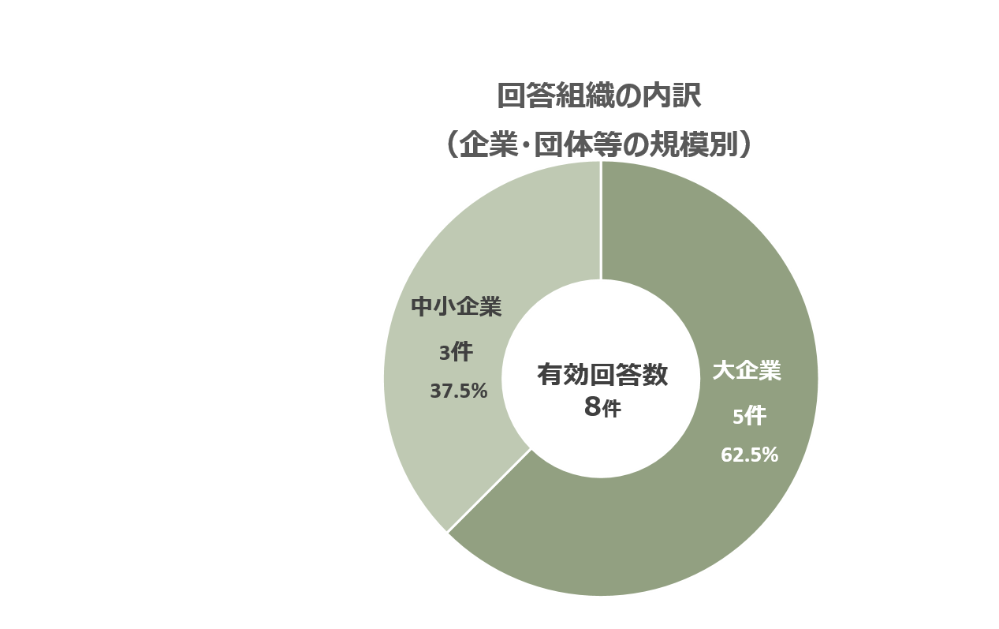 回答組織の内訳
（企業･団体等の規模別）
中小企業
3件
37.5%
有効回答数
8件
大企業
5件
62.5%